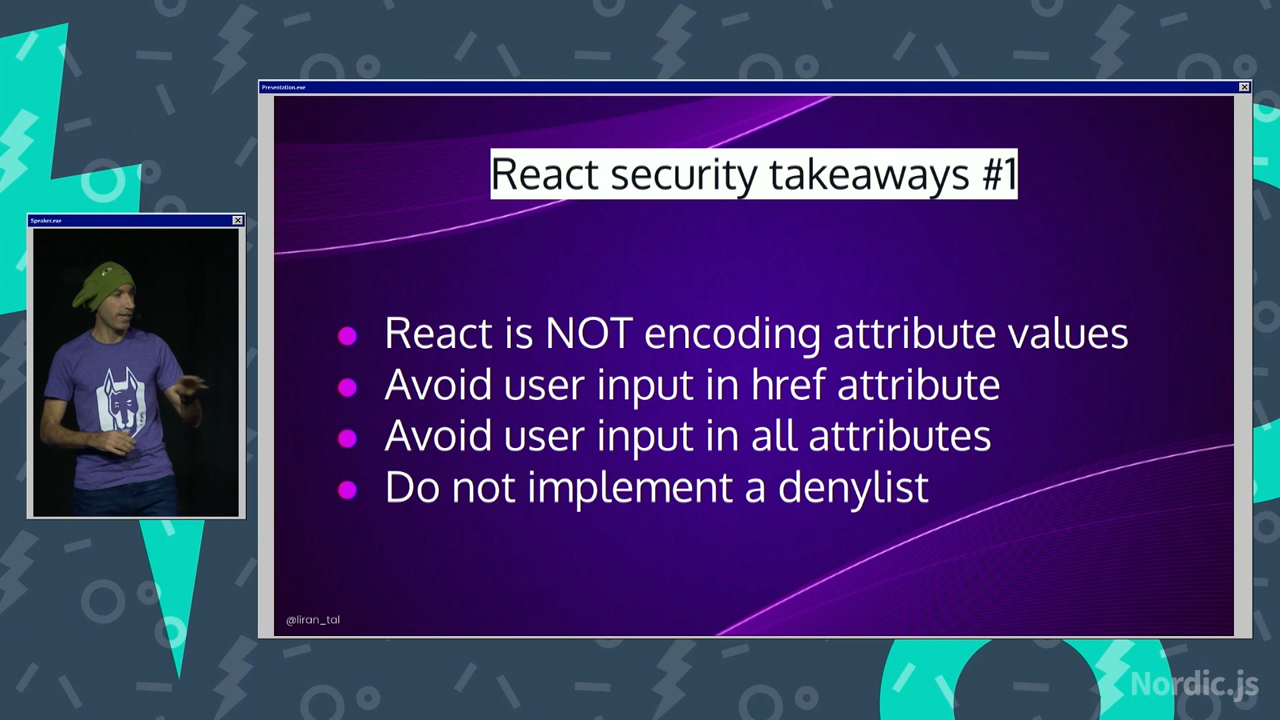 Presentation.exe
React security takeaways #1
Speaker.exe
React is NOT encoding attribute values
Avoid user input in href attribute
Avoid user input in all attributes
Do not implement a denylist
@liran_tal
Nordic.js